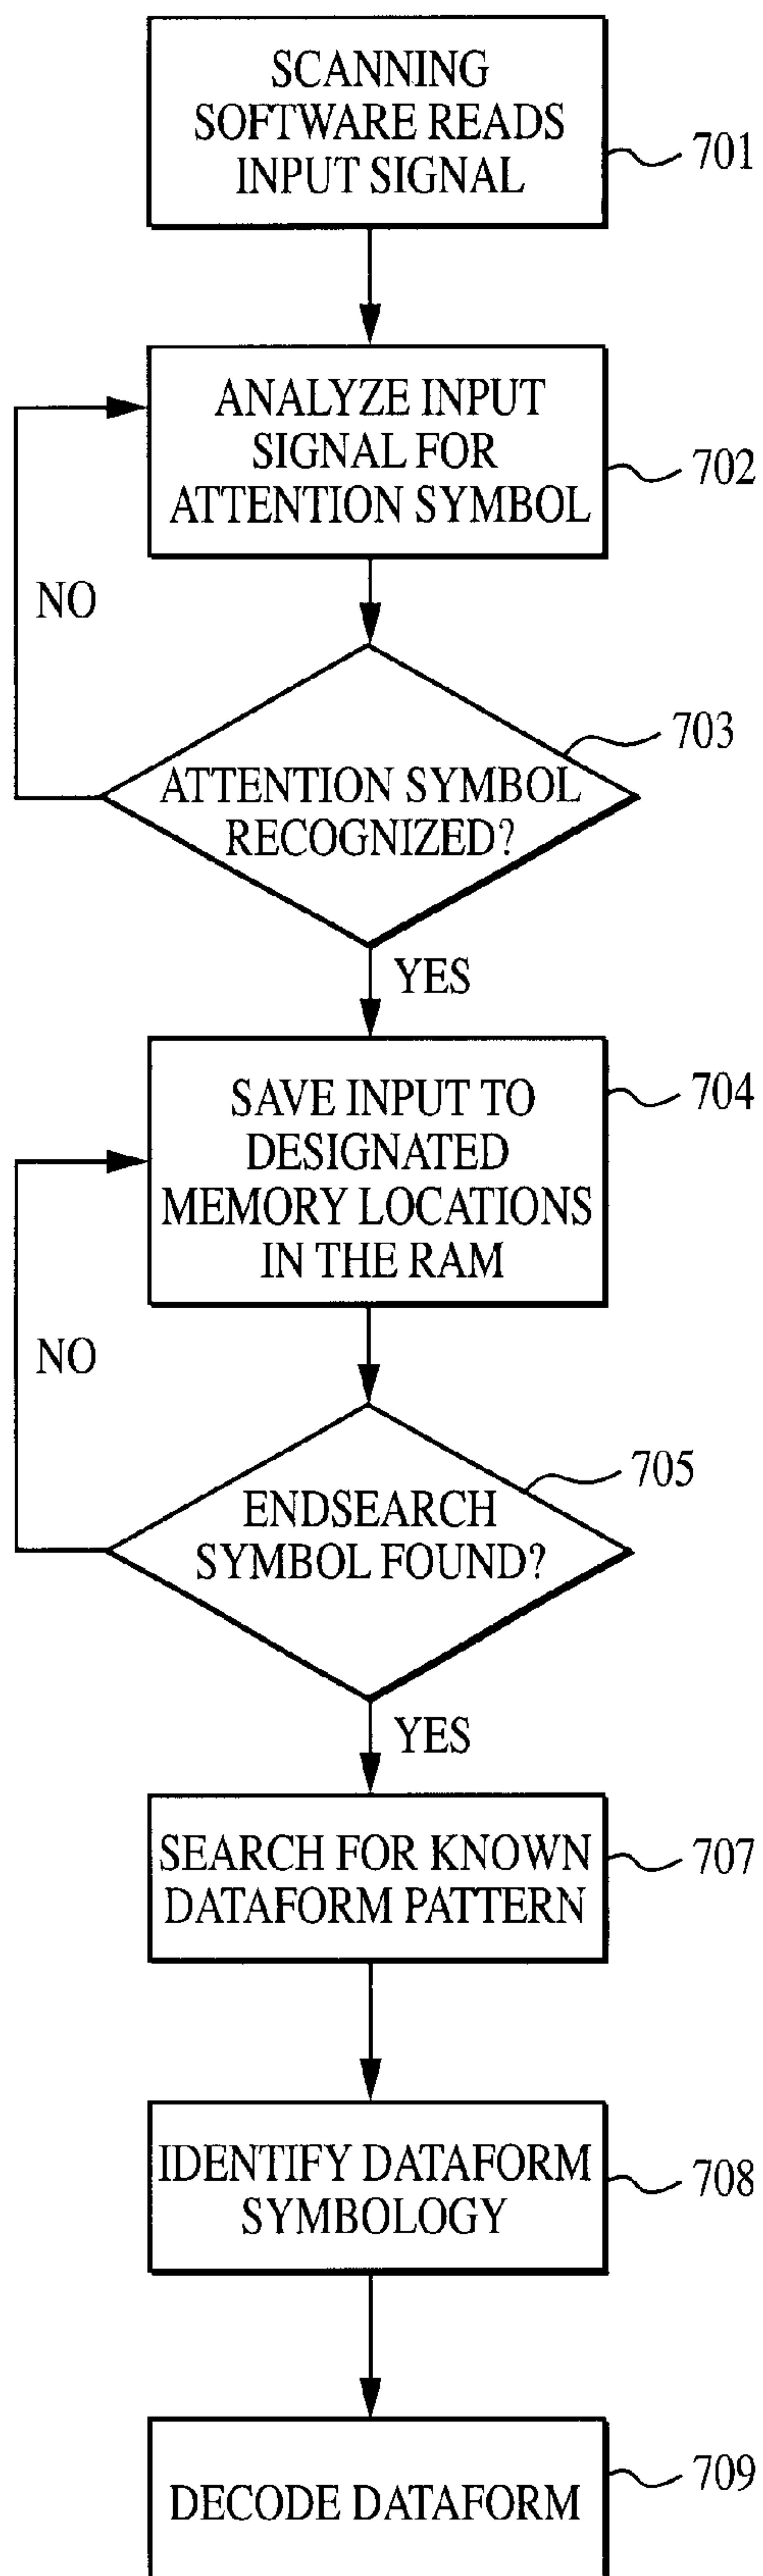 SCANNING
SOFTWARE READS
INPUT SIGNAL
701
ANALYZE INPUT
SIGNAL FOR
ATTENTION SYMBOL
702
NO
703
ATTENTION SYMBOL
RECOGNIZED?
YES
SAVE INPUT TO
DESIGNATED
MEMORY LOCATIONS
IN THE RAM
704
NO
705
ENDSEARCH
SYMBOL FOUND?
YES
SEARCH FOR KNOWN
DATAFORM PATTERN
707
IDENTIFY DATAFORM
SYMBOLOGY
708
DECODE DATAFORM
709